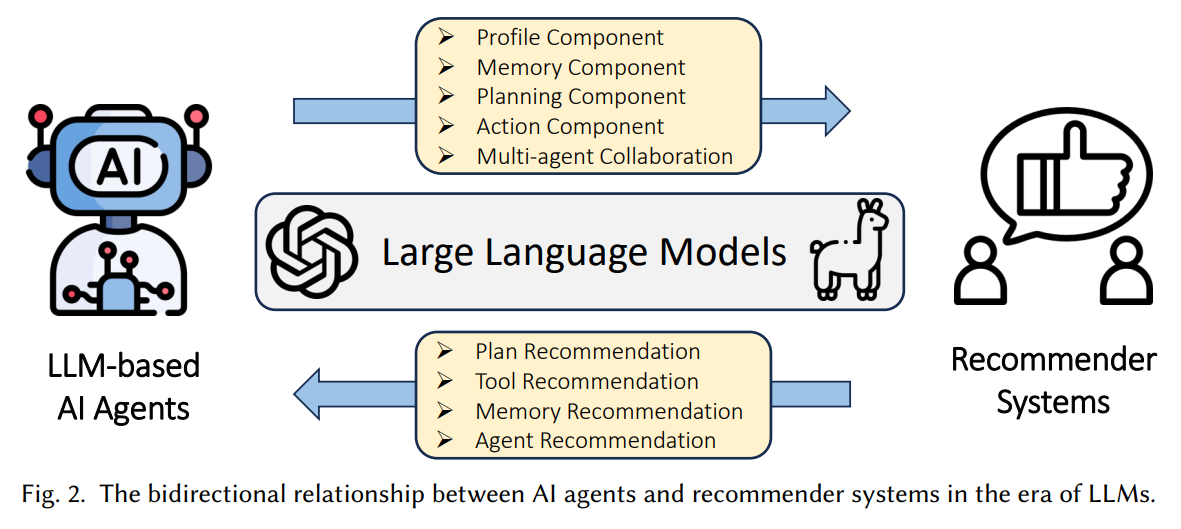 ➢ Profile Component
➢ Memory Component
➢ Planning Component
➢ Action Component
➢ Multi-agent Collaboration
AI
Large Language Models
LLM-based
AI Agents
Recommender
Systems
➢ Plan Recommendation
➢ Tool Recommendation
➢ Memory Recommendation
➢ Agent Recommendation
Fig. 2. The bidirectional relationship between AI agents and recommender systems in the era of LLMs.